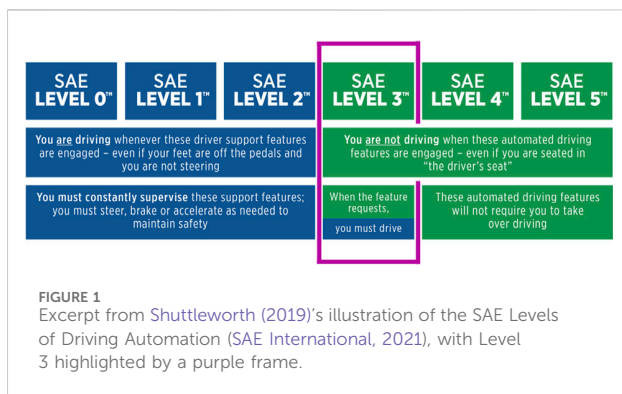 SAE SAE SAE SAE SAE SAE
LEVEL 0™ LEVEL 1™ LEVEL 2™ LEVEL 3™ LEVEL 4™ LEVEL 5™
You are driving whenever these driver support features
are engaged – even if your feet are off the pedals and
you are not steering
You are not driving when these automated driving
features are engaged – even if you are seated in
“the driver’s seat”
You must constantly supervise these support features;
you must steer, brake or accelerate as needed to
maintain safety
When the feature
requests,
you must drive
These automated driving features
will not require you to take
over driving
FIGURE 1
Excerpt from Shuttleworth (2019)’s illustration of the SAE Levels
of Driving Automation (SAE International, 2021), with Level
3 highlighted by a purple frame.